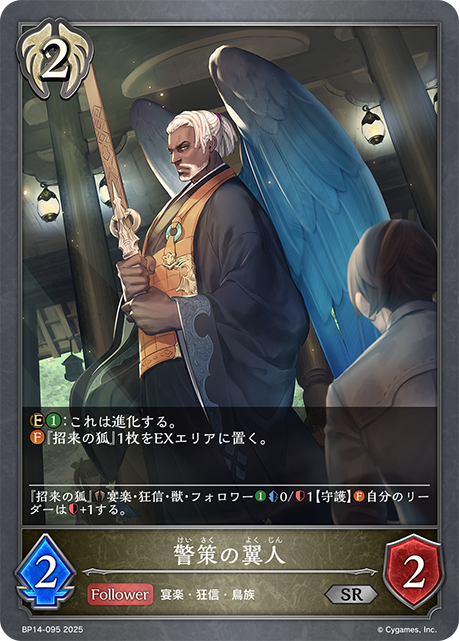 2
E 1:これは進化する。
F『招来の狐』1枚をEXエリアに置く。
『招来の狐』宴楽・狂信・獣・フォロワー 1 0/1【守護】F自分のリー
ダーは+1する。
けいさく よくじん
警策の翼人
2
Follower 宴楽・狂信・鳥族
SR
2
BP14-095 2025
© Cygames, Inc.